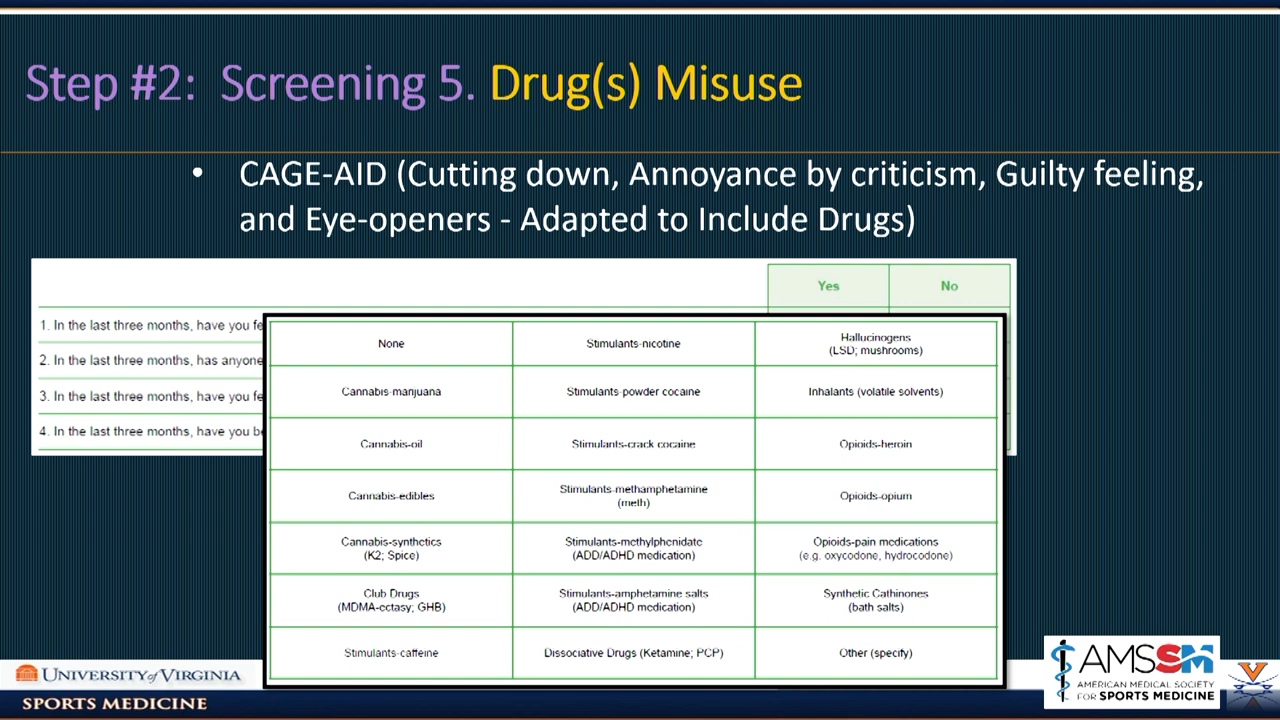 Step #2: Screening 5. Drug(s) Misuse
• CAGE-AID (Cutting down, Annoyance by criticism, Guilty feeling,
and Eye-openers - Adapted to Include Drugs)
Yes No
1. In the last three months, have you
2. In the last three months, has anyone
3. In the last three months, have you
4. In the last three months, have you
None Stimulants-nicotine Hallucinogens
(LSD; mushrooms)
Cannabis-marijuana Stimulants-powder cocaine Inhalants (volatile solvents)
Cannabis-oil Stimulants-crack cocaine Opioids-heroin
Cannabis-edibles Stimulants-methamphetamine Opioids-opium
(meth)
Cannabis-synthetics Stimulants-methylphenidate Opioids-pain medications
(K2; Spice) (ADD/ADHD medication) (e.g. oxycodone, hydrocodone)
Club Drugs Stimulants-amphetamine salts Synthetic Cathinones
(MDMA-ectasy; GHB) (ADD/ADHD medication) (bath salts)
Stimulants-caffeine Dissociative Drugs (Ketamine; PCP) Other (specify)
UNIVERSITY of VIRGINIA
SPORTS MEDICINE
AMSSM
AMERICAN MEDICAL SOCIETY
FOR SPORTS MEDICINE